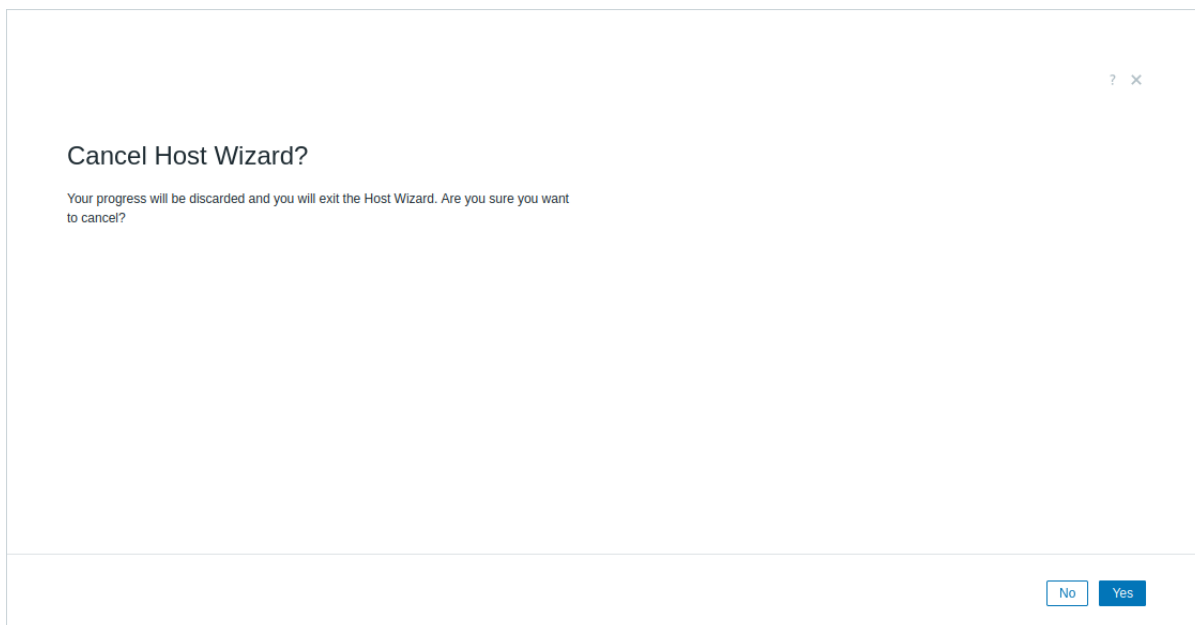 ?
Cancel Host Wizard?
Your progress will be discarded and you will exit the Host Wizard. Are you sure you want
to cancel?
No
Yes